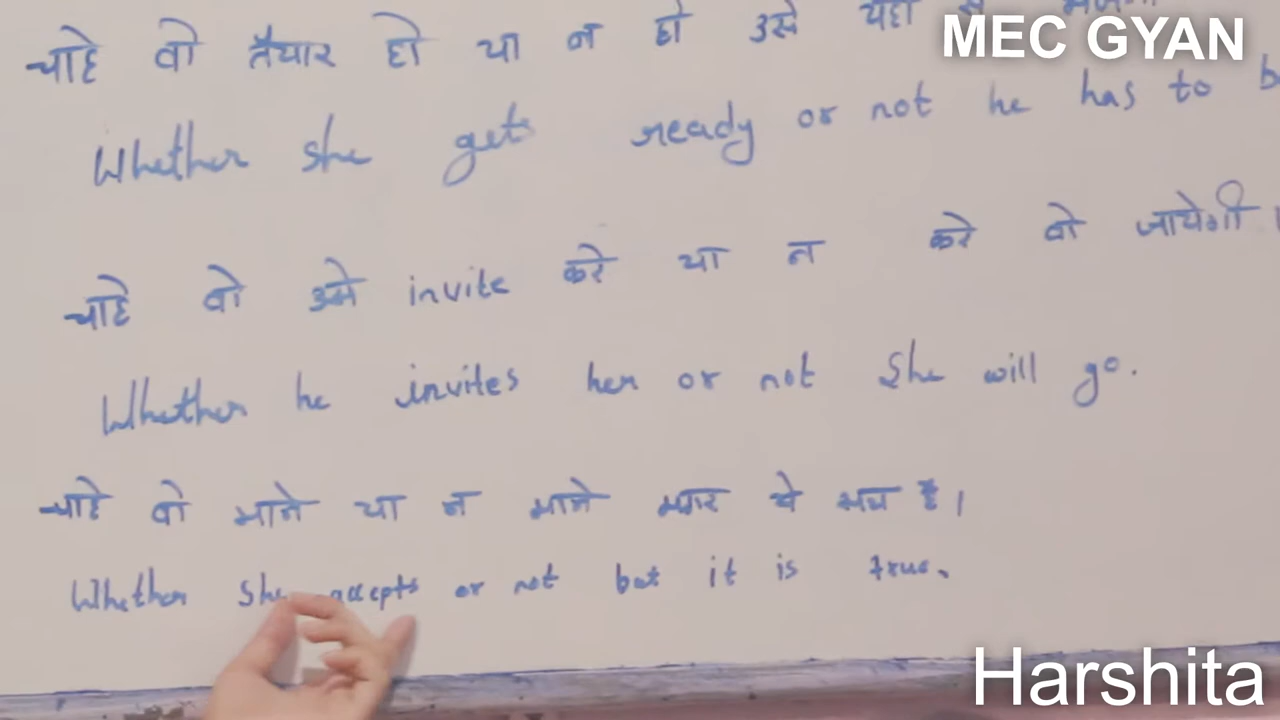 चाहे वो तैयार हो या न हो उसे यहाँ से
MEC GYAN
Whether she gets ready or not he has to
चाहे वो उसे invite करे या न करे वो जायेगी।
Whether he invites her or not She will go.
चाहे वो माने या न माने मगर ये सच है।
Whether She accepts or not but it is true.
Harshita